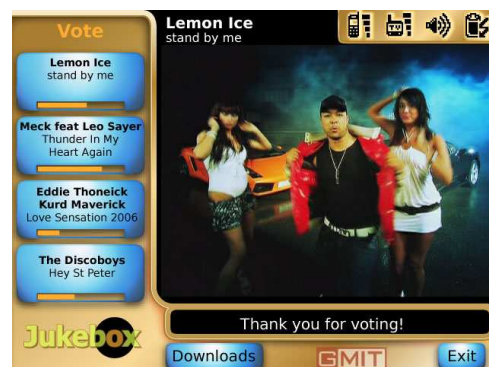 Vote
Lemon Ice
stand by me
Meck feat Leo Sayer
Thunder In My
Heart Again
Eddie Thoneick
Kurd Maverick
Love Sensation 2006
The Discoboys
Hey St Peter
Jukebox
Lemon Ice
stand by me
Thank you for voting!
Downloads
GMIT
Exit